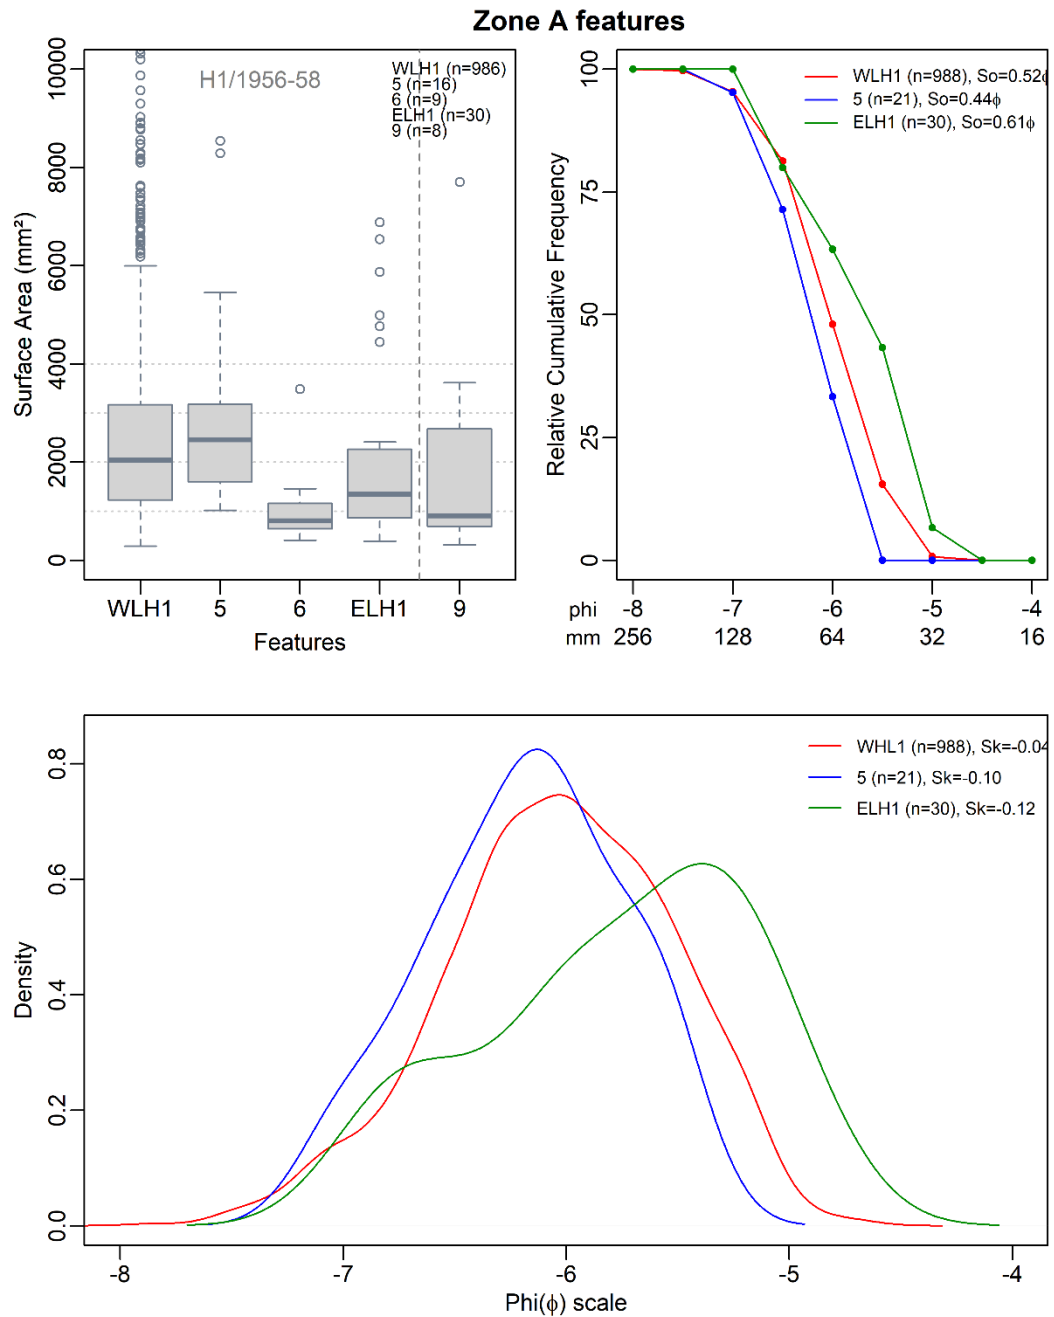 Zone A features
H1/1956-58
WLH1 (n=986)
5 (n=16)
6 (n=9)
ELH1 (n=30)
9 (n=8)
Surface Area (mm²)
10000
8000
6000
4000
2000
0
WLH1 5 6 ELH1 9
Features
WLH1 (n=988), So=0.52ϕ
5 (n=21), So=0.44ϕ
ELH1 (n=30), So=0.61ϕ
Relative Cumulative Frequency
100
75
50
25
0
phi -8 -7 -6 -5 -4
mm 256 128 64 32 16
WHL1 (n=988), Sk=-0.04
5 (n=21), Sk=-0.10
ELH1 (n=30), Sk=-0.12
Density
0.8
0.6
0.4
0.2
0.0
-8 -7 -6 -5 -4
Phi(ϕ) scale